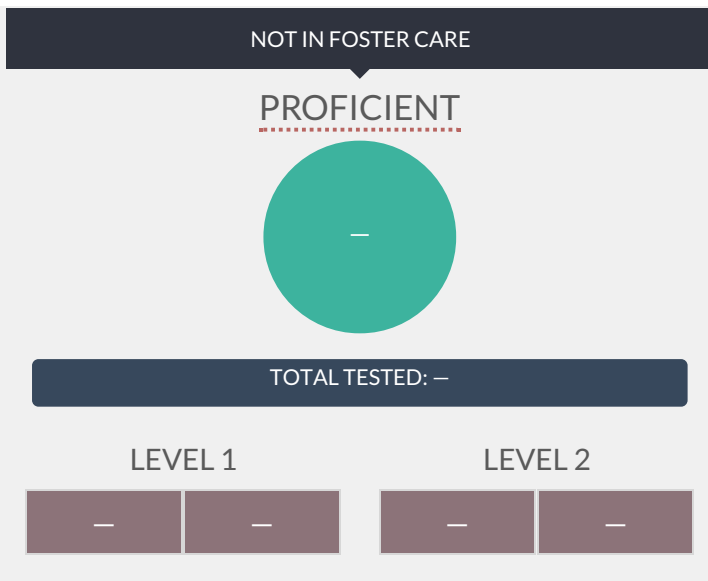 NOT IN FOSTER CARE
PROFICIENT
—
TOTAL TESTED: —
LEVEL 1 LEVEL 2
— — — —